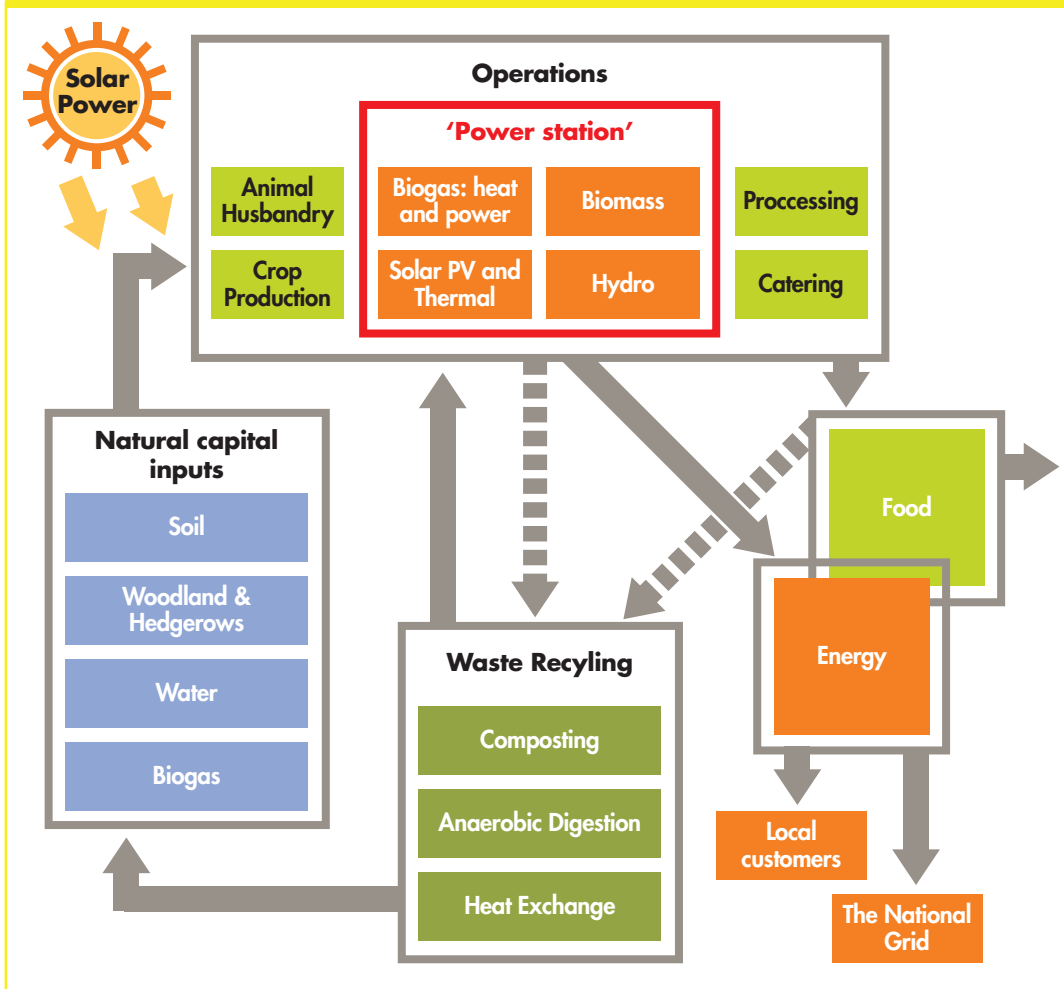 Solar
Power
Operations
'Power station'
Animal
Husbandry
Biogas: heat
and power
Biomass
Proccessing
Crop
Production
Solar PV and
Thermal
Hydro
Catering
Natural capital
inputs
Soil
Woodland &
Hedgerows
Water
Biogas
Waste Recyling
Composting
Anaerobic Digestion
Heat Exchange
Food
Energy
Local
customers
The National
Grid